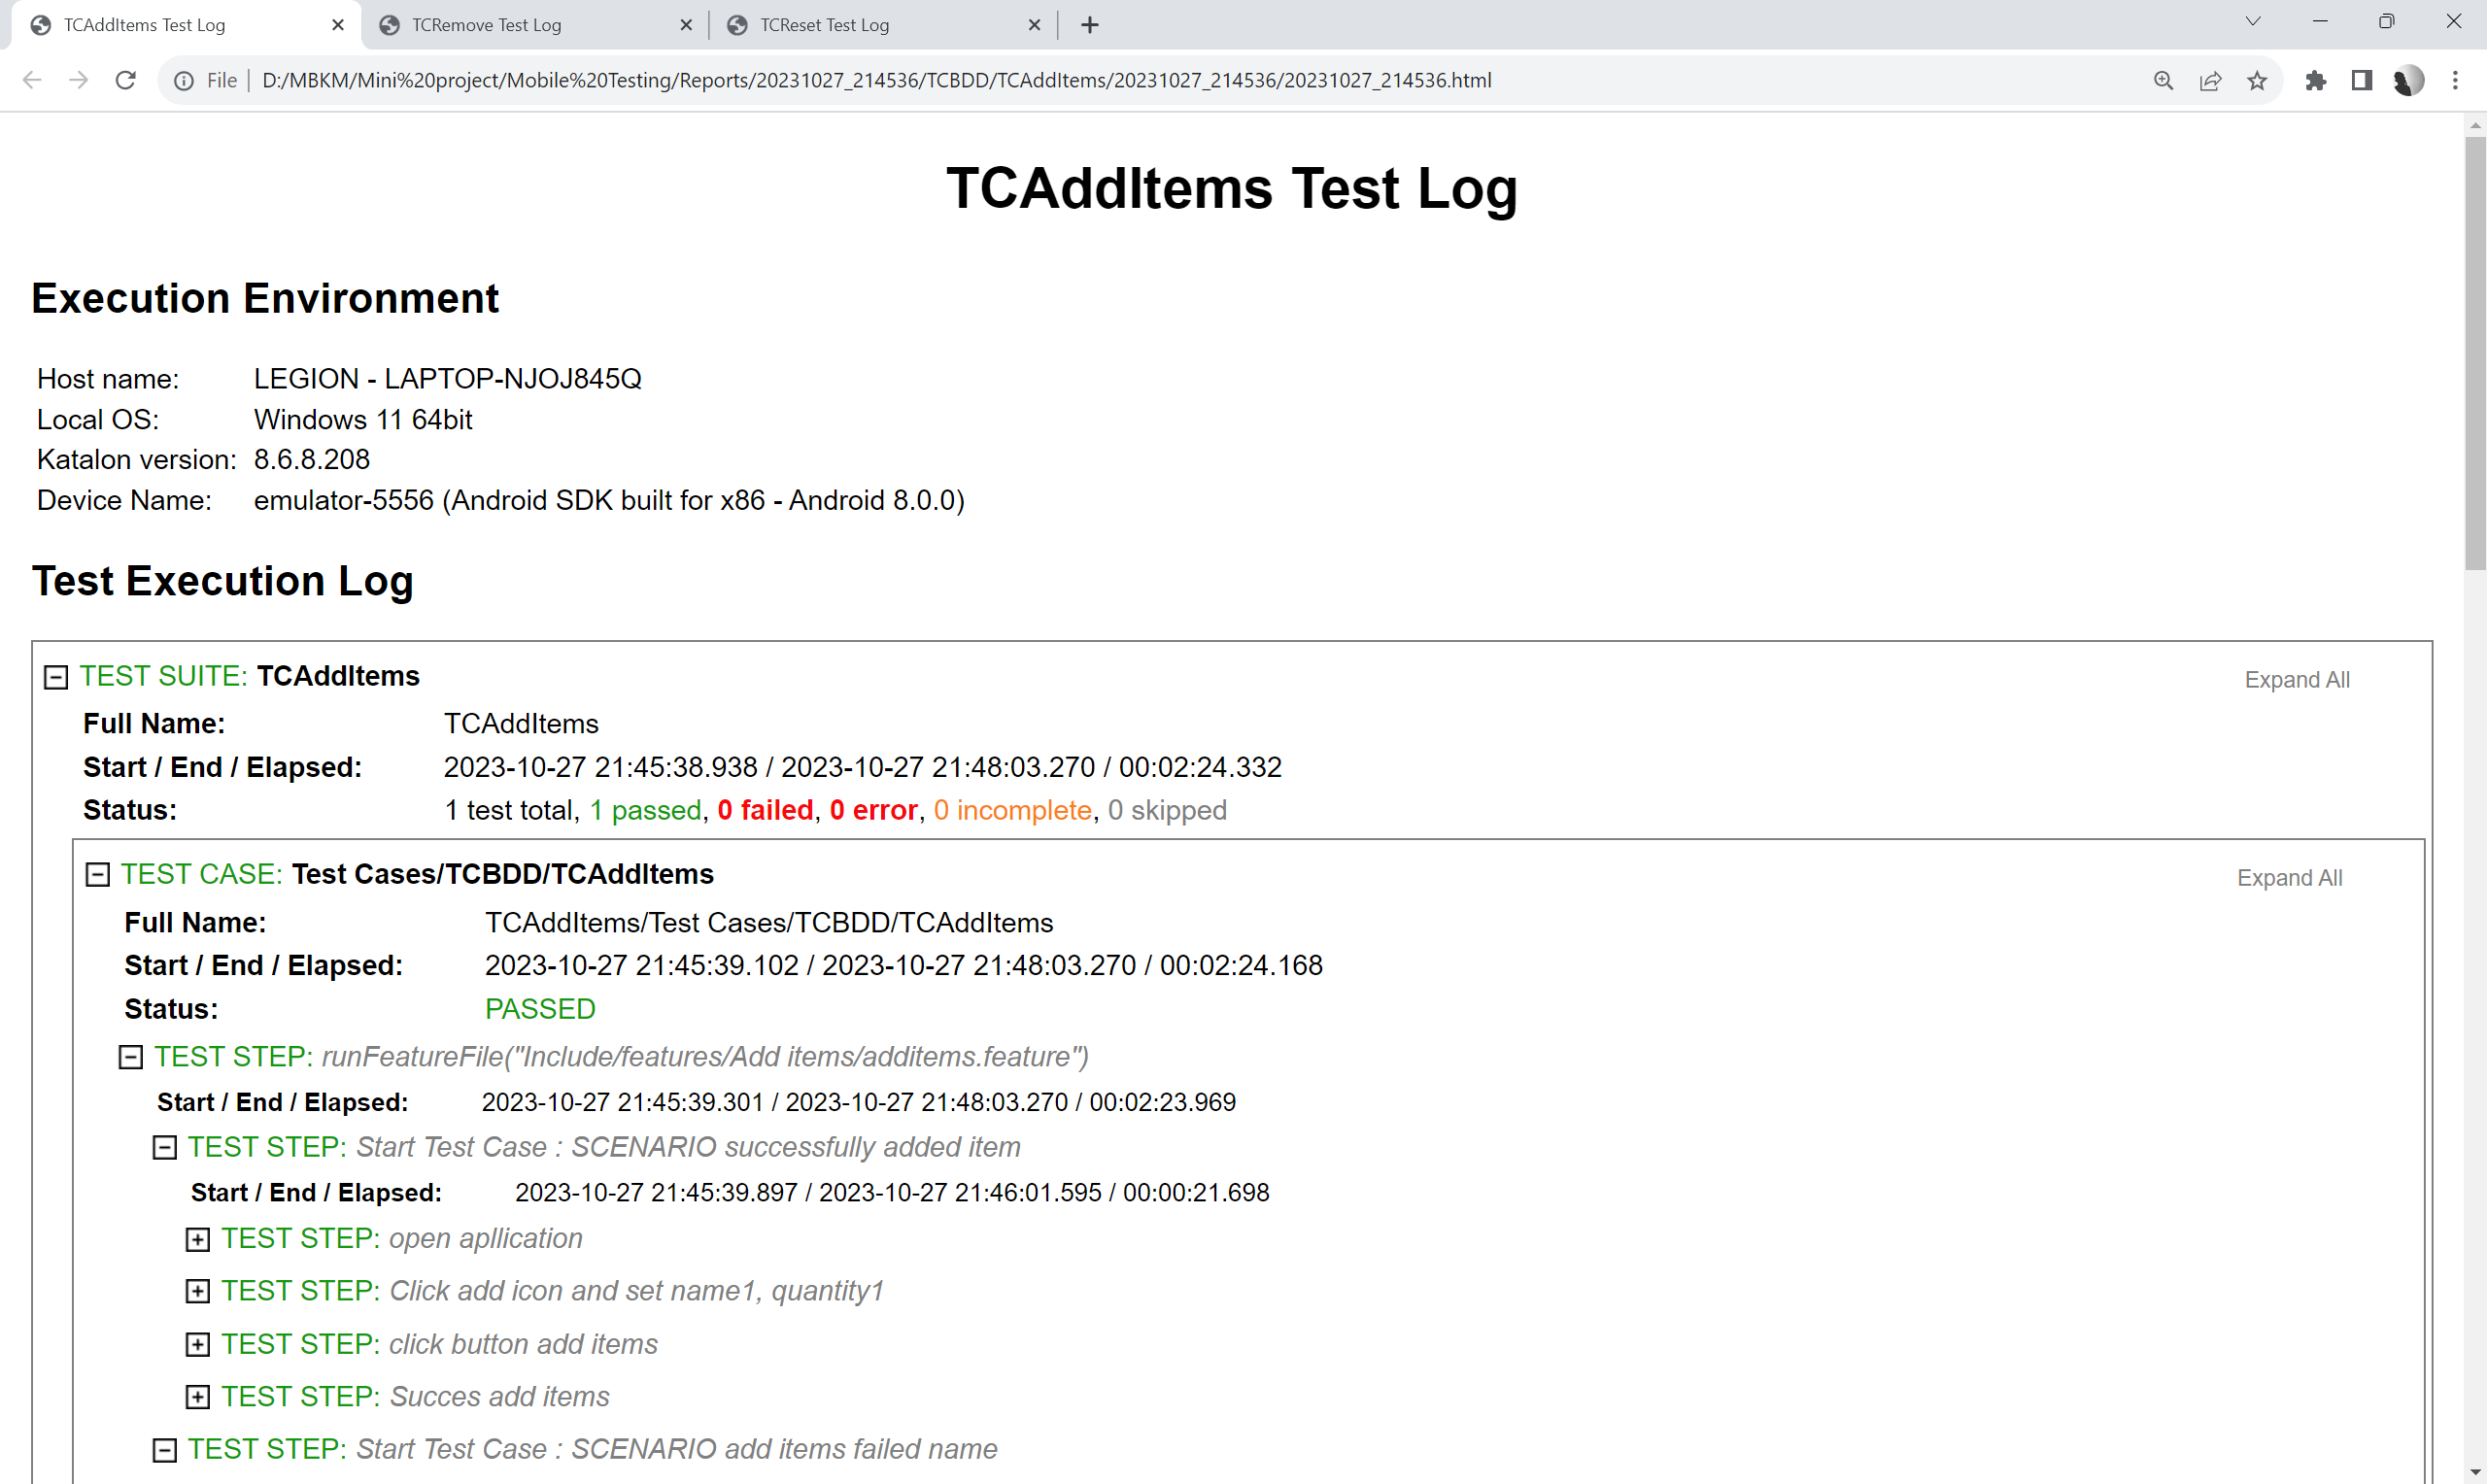 TCAddItems Test Log
TCRemove Test Log
TCReset Test Log
File
D:/MBKM/Mini%20project/Mobile%20Testing/Reports/20231027_214536/TCBDD/TCAddItems/20231027_214536/20231027_214536.html
TCAddItems Test Log
Execution Environment
Host name: LEGION - LAPTOP-NJOJ845Q
Local OS: Windows 11 64bit
Katalon version: 8.6.8.208
Device Name: emulator-5556 (Android SDK built for x86 - Android 8.0.0)
Test Execution Log
TEST SUITE: TCAddItems Expand All
Full Name: TCAddItems
Start / End / Elapsed: 2023-10-27 21:45:38.938 / 2023-10-27 21:48:03.270 / 00:02:24.332
Status: 1 test total, 1 passed, 0 failed, 0 error, 0 incomplete, 0 skipped
TEST CASE: Test Cases/TCBDD/TCAddItems Expand All
Full Name: TCAddItems/Test Cases/TCBDD/TCAddItems
Start / End / Elapsed: 2023-10-27 21:45:39.102 / 2023-10-27 21:48:03.270 / 00:02:24.168
Status: PASSED
TEST STEP: runFeatureFile("Include/features/Add items/additems.feature")
Start / End / Elapsed: 2023-10-27 21:45:39.301 / 2023-10-27 21:48:03.270 / 00:02:23.969
TEST STEP: Start Test Case : SCENARIO successfully added item
Start / End / Elapsed: 2023-10-27 21:45:39.897 / 2023-10-27 21:46:01.595 / 00:00:21.698
TEST STEP: open apllication
TEST STEP: Click add icon and set name1, quantity1
TEST STEP: click button add items
TEST STEP: Succes add items
TEST STEP: Start Test Case : SCENARIO add items failed name